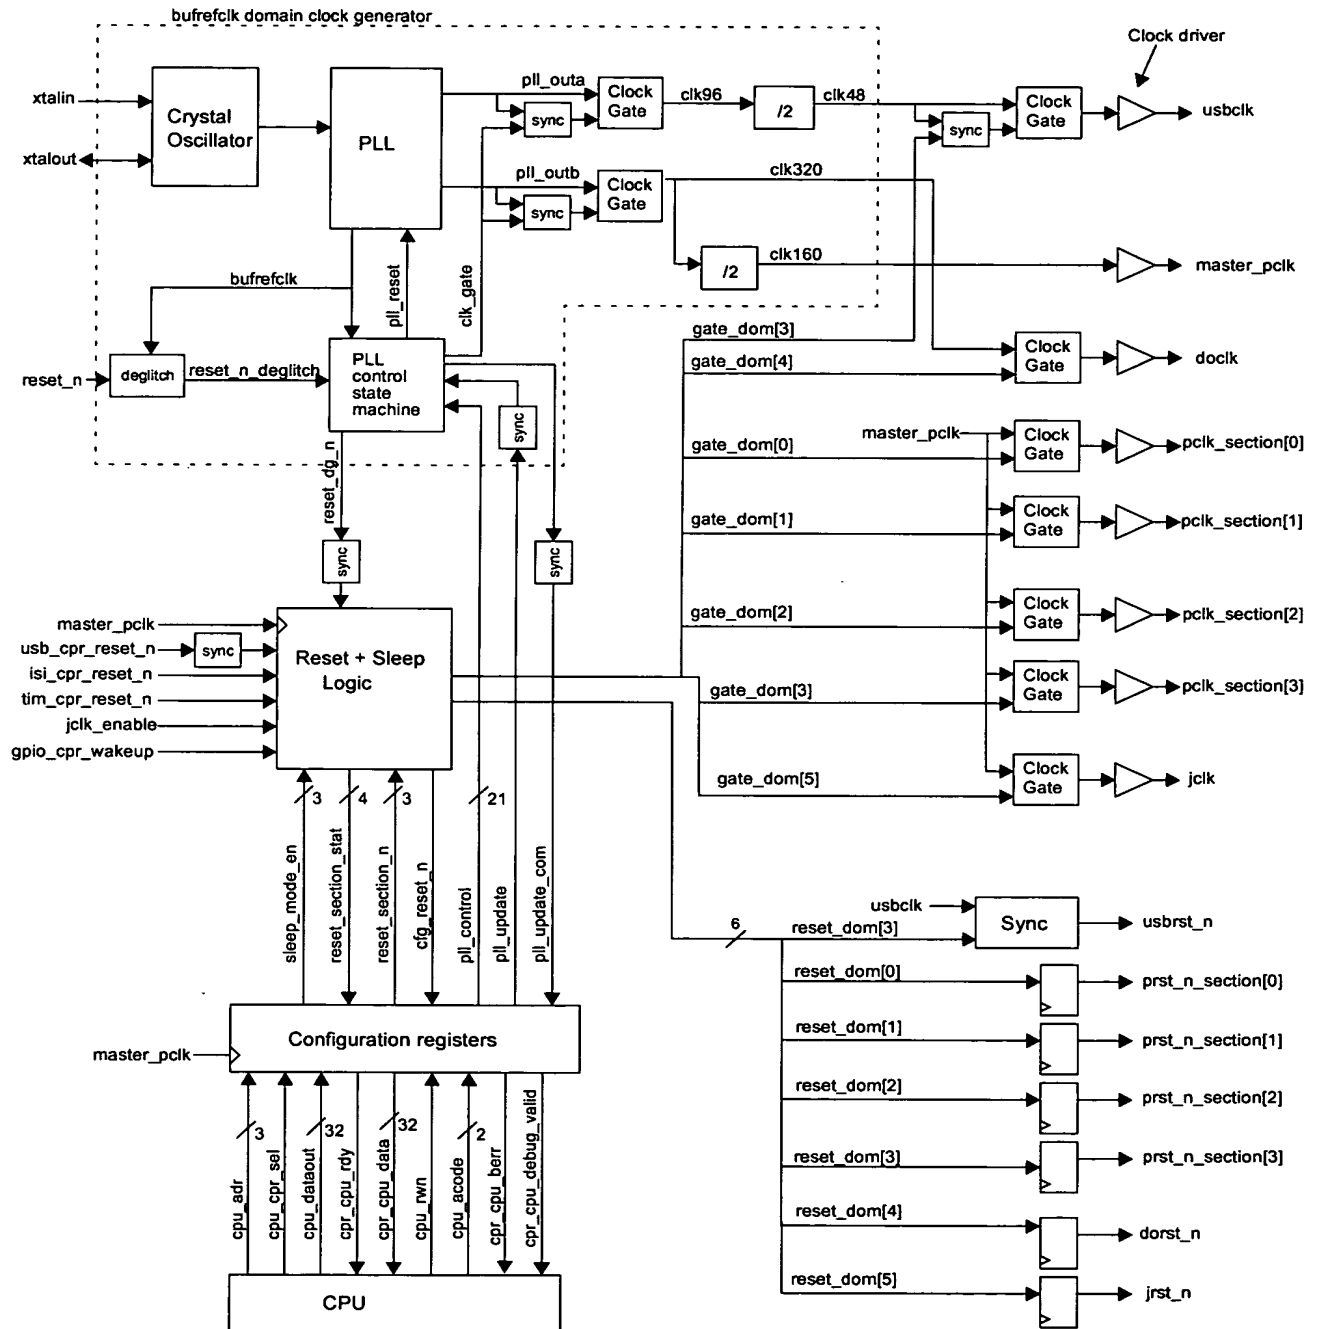 bufrefclk domain clock generator
Clock driver
xtalin
xtalout
Crystal
Oscillator
PLL
pll_outa
sync
Clock
Gate
clk96
/2
clk48
sync
Clock
Gate
usbclk
pll_outb
sync
Clock
Gate
clk320
/2
clk160
master_pclk
bufrefclk
pll_reset
clk_gate
reset_n
deglitch
reset_n_deglitch
PLL
control
state
machine
sync
gate_dom[3]
gate_dom[4]
Clock
Gate
doclk
reset_dg_n
sync
sync
master_pclk
gate_dom[0]
Clock
Gate
pclk_section[0]
gate_dom[1]
Clock
Gate
pclk_section[1]
gate_dom[2]
Clock
Gate
pclk_section[2]
gate_dom[3]
Clock
Gate
pclk_section[3]
gate_dom[5]
Clock
Gate
jclk
master_pclk
usb_cpr_reset_n
sync
isi_cpr_reset_n
tim_cpr_reset_n
jclk_enable
gpio_cpr_wakeup
Reset + Sleep
Logic
3
4
3
21
sleep_mode_en
reset_section_stat
reset_section_n
cfg_reset_n
pll_control
pll_update
pll_update_com
6
usbclk
reset_dom[3]
Sync
usbrst_n
reset_dom[0]
prst_n_section[0]
reset_dom[1]
prst_n_section[1]
reset_dom[2]
prst_n_section[2]
reset_dom[3]
prst_n_section[3]
reset_dom[4]
dorst_n
reset_dom[5]
jrst_n
master_pclk
Configuration registers
3
32
32
2
cpu_adr
cpu_cpr_sel
cpu_dataout
cpr_cpu_rdy
cpr_cpu_data
cpu_rwn
cpu_acode
cpr_cpu_berr
cpr_cpu_debug_valid
CPU